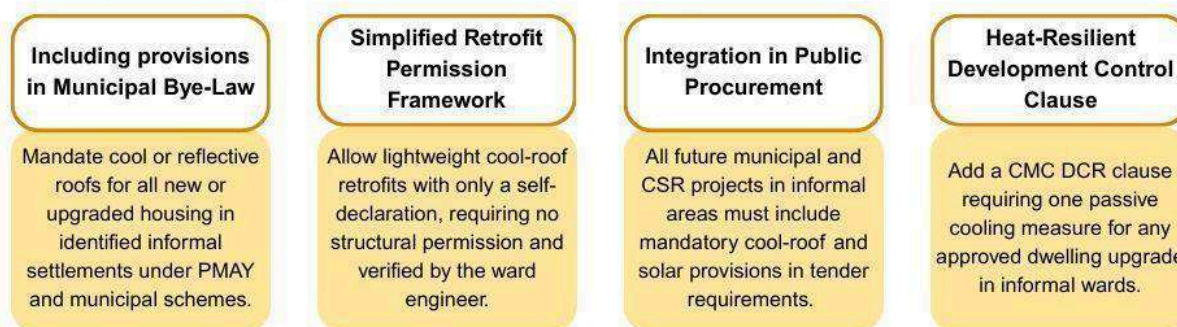 Including provisions
in Municipal Bye-Law
Mandate cool or reflective
roofs for all new or
upgraded housing in
identified informal
settlements under PMAY
and municipal schemes.
Simplified Retrofit
Permission
Framework
Allow lightweight cool-roof
retrofits with only a self-
declaration, requiring no
structural permission and
verified by the ward
engineer.
Integration in Public
Procurement
All future municipal and
CSR projects in informal
areas must include
mandatory cool-roof and
solar provisions in tender
requirements.
Heat-Resilient
Development Control
Clause
Add a CMC DCR clause
requiring one passive
cooling measure for any
approved dwelling upgrade
in informal wards.